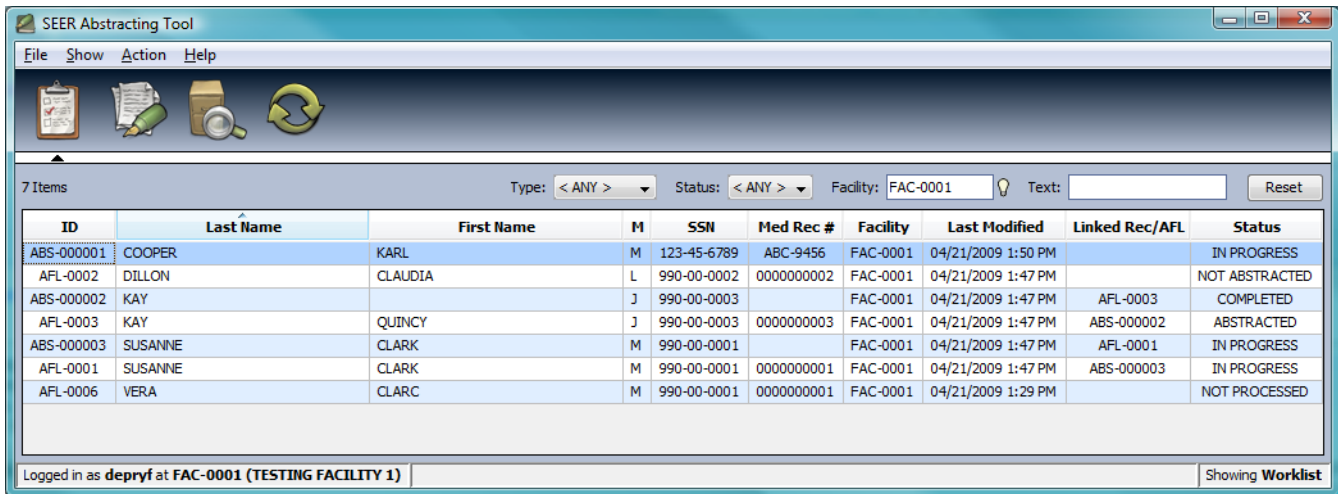 SEER Abstracting Tool
File Show Action Help
7 Items Type: < ANY > Status: < ANY > Facility: FAC-0001 Text: Reset
ID Last Name First Name M SSN Med Rec # Facility Last Modified Linked Rec/AFL Status
ABS-000001 COOPER KARL M 123-45-6789 ABC-9456 FAC-0001 04/21/2009 1:50 PM IN PROGRESS
AFL-0002 DILLON CLAUDIA L 990-00-0002 0000000002 FAC-0001 04/21/2009 1:47 PM NOT ABSTRACTED
ABS-000002 KAY J 990-00-0003 FAC-0001 04/21/2009 1:47 PM AFL-0003 COMPLETED
AFL-0003 KAY QUINCY J 990-00-0003 0000000003 FAC-0001 04/21/2009 1:47 PM ABS-000002 ABSTRACTED
ABS-000003 SUSANNE CLARK M 990-00-0001 FAC-0001 04/21/2009 1:47 PM AFL-0001 IN PROGRESS
AFL-0001 SUSANNE CLARK M 990-00-0001 0000000001 FAC-0001 04/21/2009 1:47 PM ABS-000003 IN PROGRESS
AFL-0006 VERA CLARC M 990-00-0001 0000000001 FAC-0001 04/21/2009 1:29 PM NOT PROCESSED
Logged in as depryf at FAC-0001 (TESTING FACILITY 1) Showing Worklist